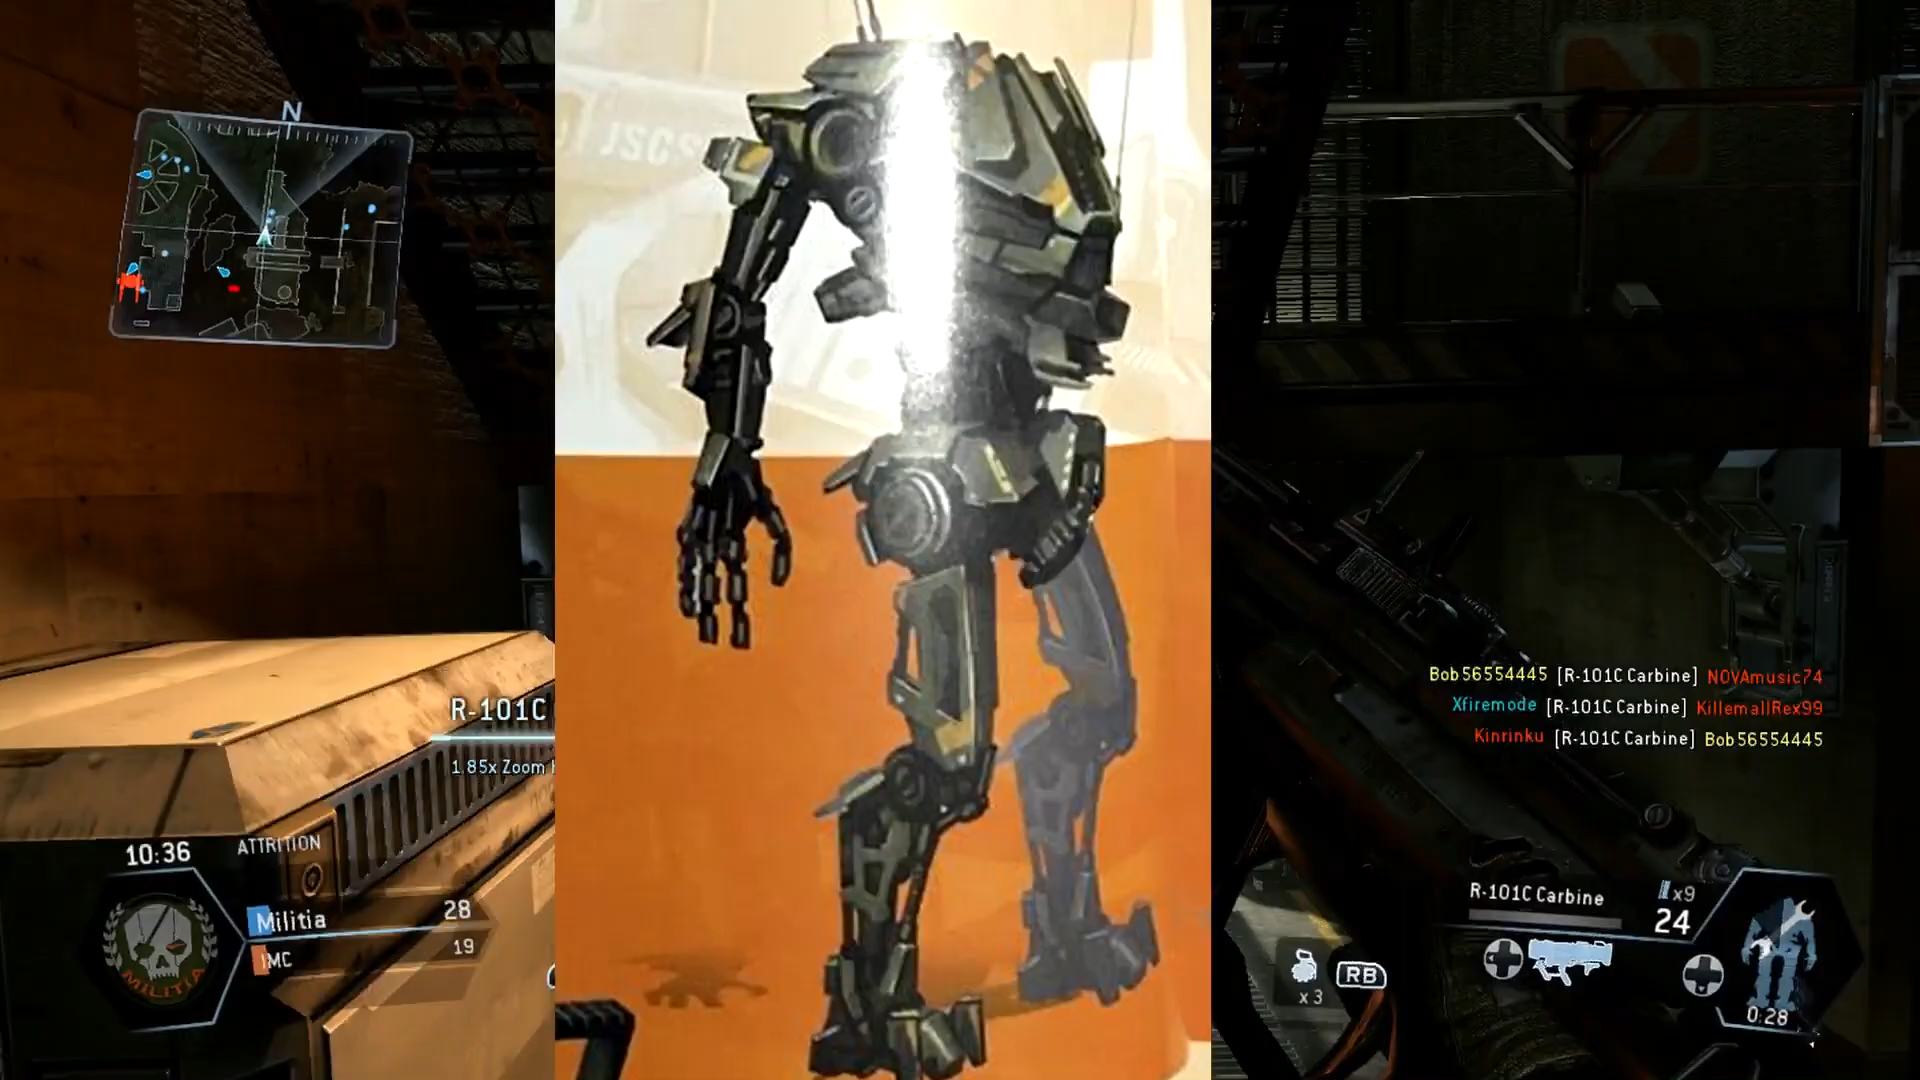 N
JSC
R-101C
1.85x Zoom
10:36
ATTRITION
Militia
28
IMC
19
MILITIA
Bob56554445 [R-101C Carbine] NOVAmusic74
Xfiremode [R-101C Carbine] KillemallRex99
Kinrinku [R-101C Carbine] Bob56554445
R-101C Carbine
x9
24
x3
RB
0:28